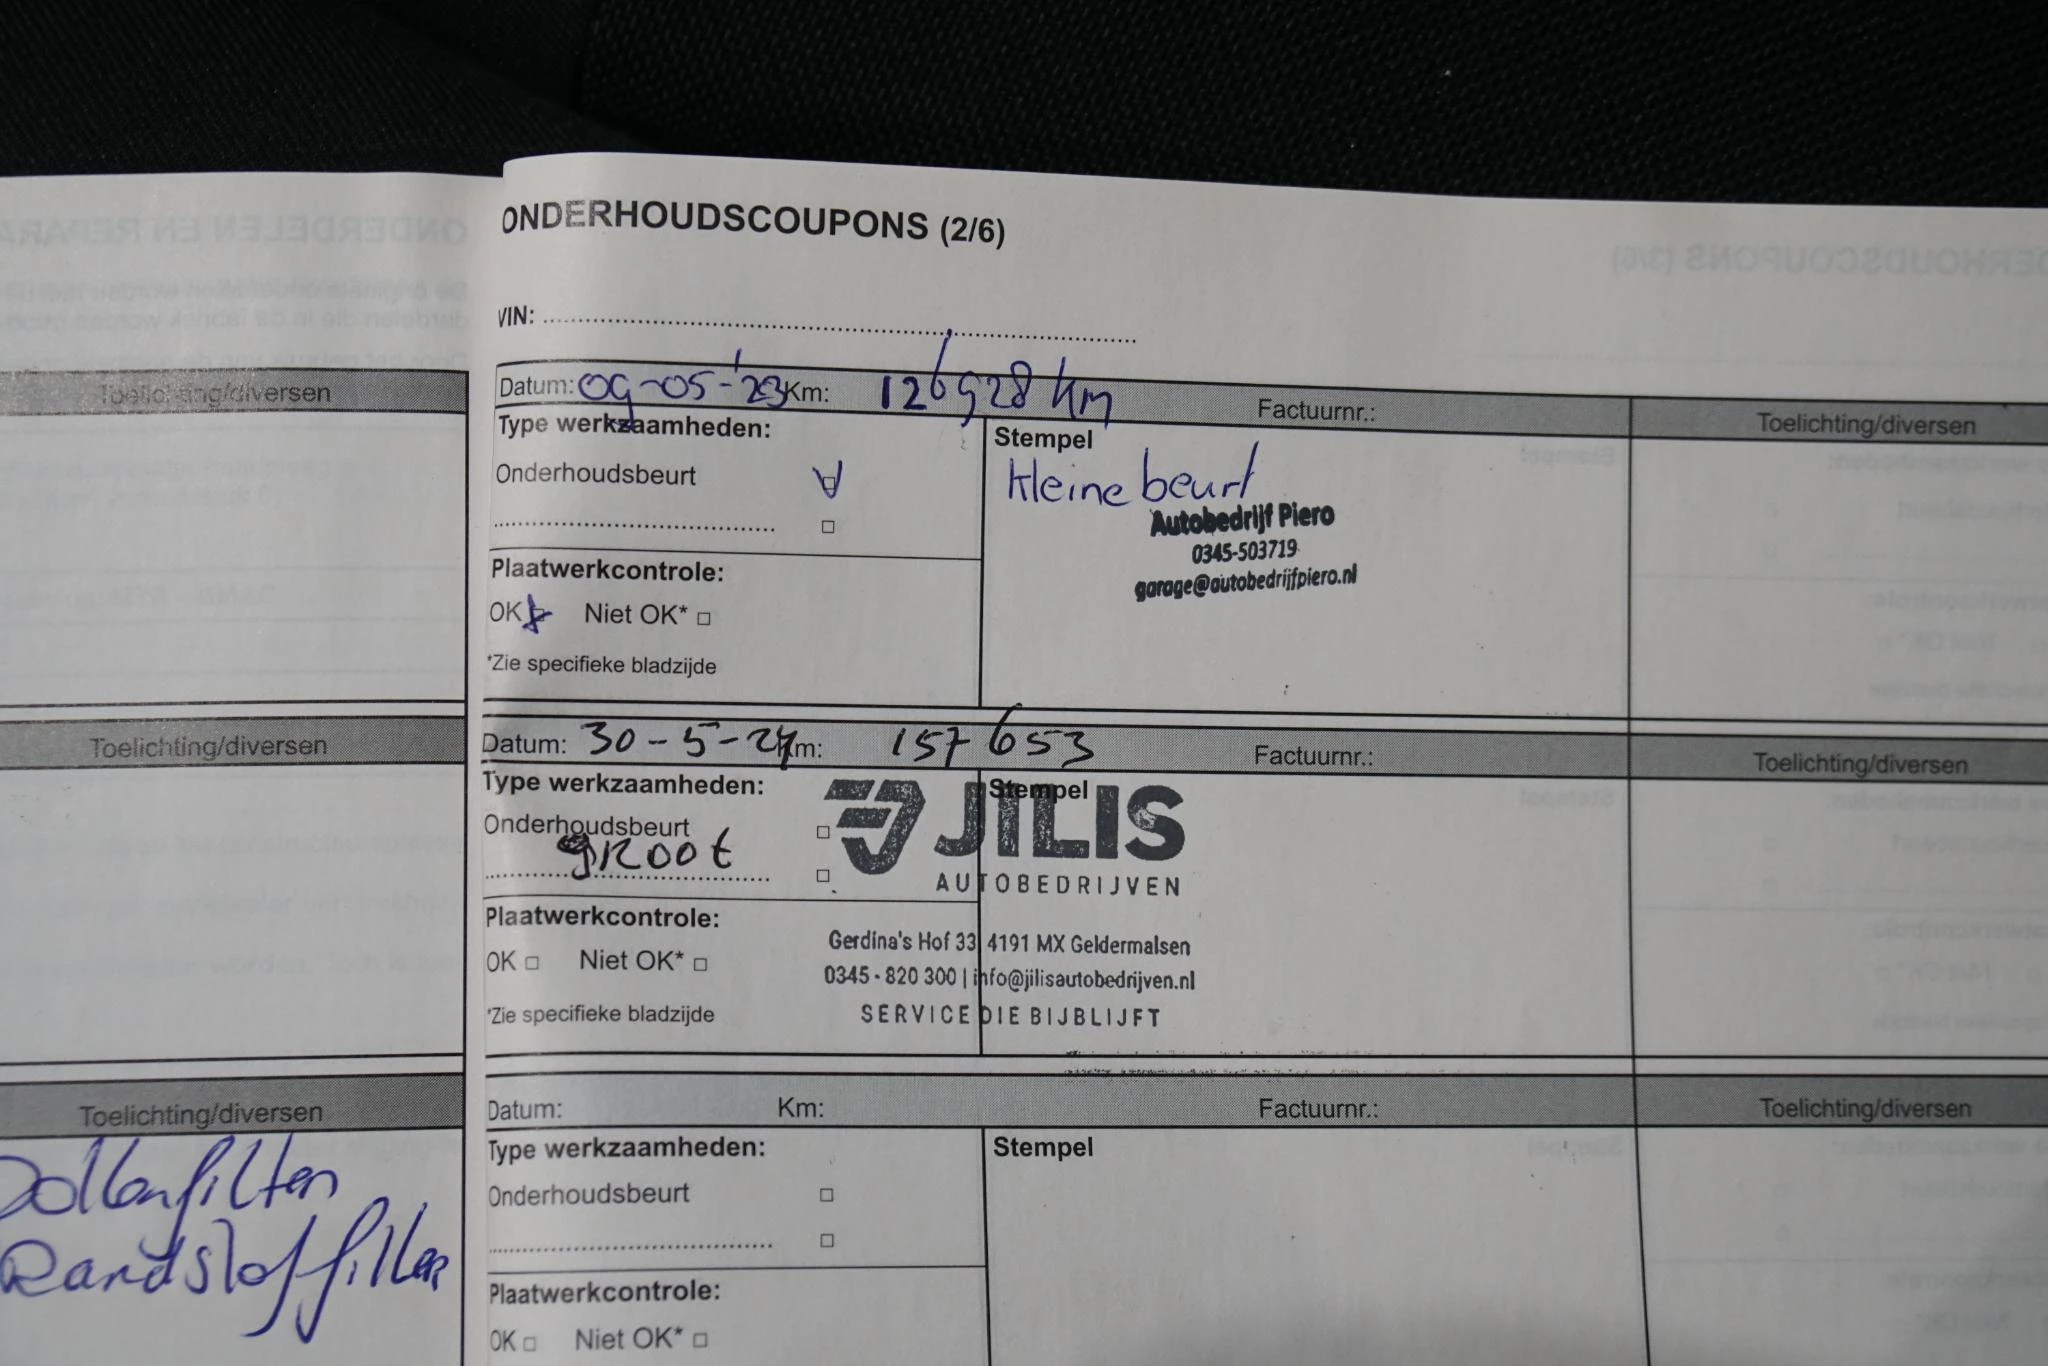 Toelichting/diversen
Toelichting/diversen
Toelichting/diversen
Pollenfilter
Brandstoffilter
ONDERHOUDSCOUPONS (2/6)
VIN:
Datum: 09-05-'23 Km: 126928 km Factuurnr.: Toelichting/diversen
Type werkzaamheden:
Stempel
Onderhoudsbeurt
Kleine beurt
Autobedrijf Piero
0345-503719
garage@autobedrijfpiero.nl
Plaatwerkcontrole:
OK Niet OK*
*Zie specifieke bladzijde
Datum: 30-5-24 Km: 157653 Factuurnr.: Toelichting/diversen
Type werkzaamheden:
Stempel
Onderhoudsbeurt
groot
JILIS
AUTOBEDRIJVEN
Gerdina's Hof 33 4191 MX Geldermalsen
0345 - 820 300 | info@jilisautobedrijven.nl
SERVICE DIE BIJBLIJFT
Plaatwerkcontrole:
OK Niet OK*
*Zie specifieke bladzijde
Datum: Km: Factuurnr.: Toelichting/diversen
Type werkzaamheden:
Stempel
Onderhoudsbeurt
Plaatwerkcontrole:
OK Niet OK*